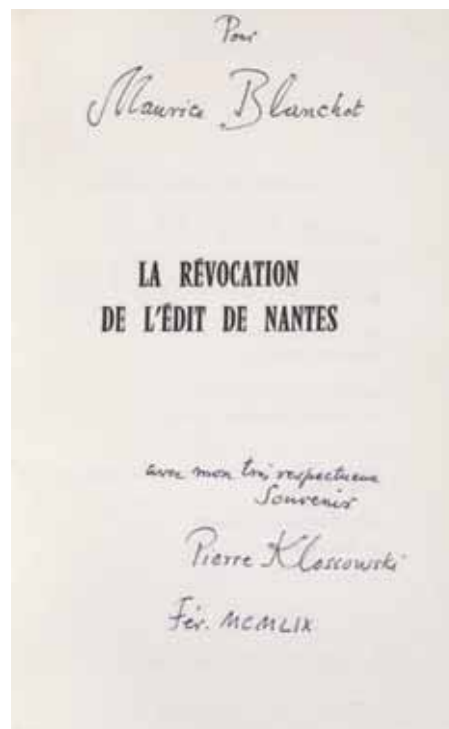 Pour
Maurice Blanchot
LA RÉVOCATION
DE L'ÉDIT DE NANTES
avec mon très respectueux
Souvenir
Pierre Klossowski
Fév. MCMLIX